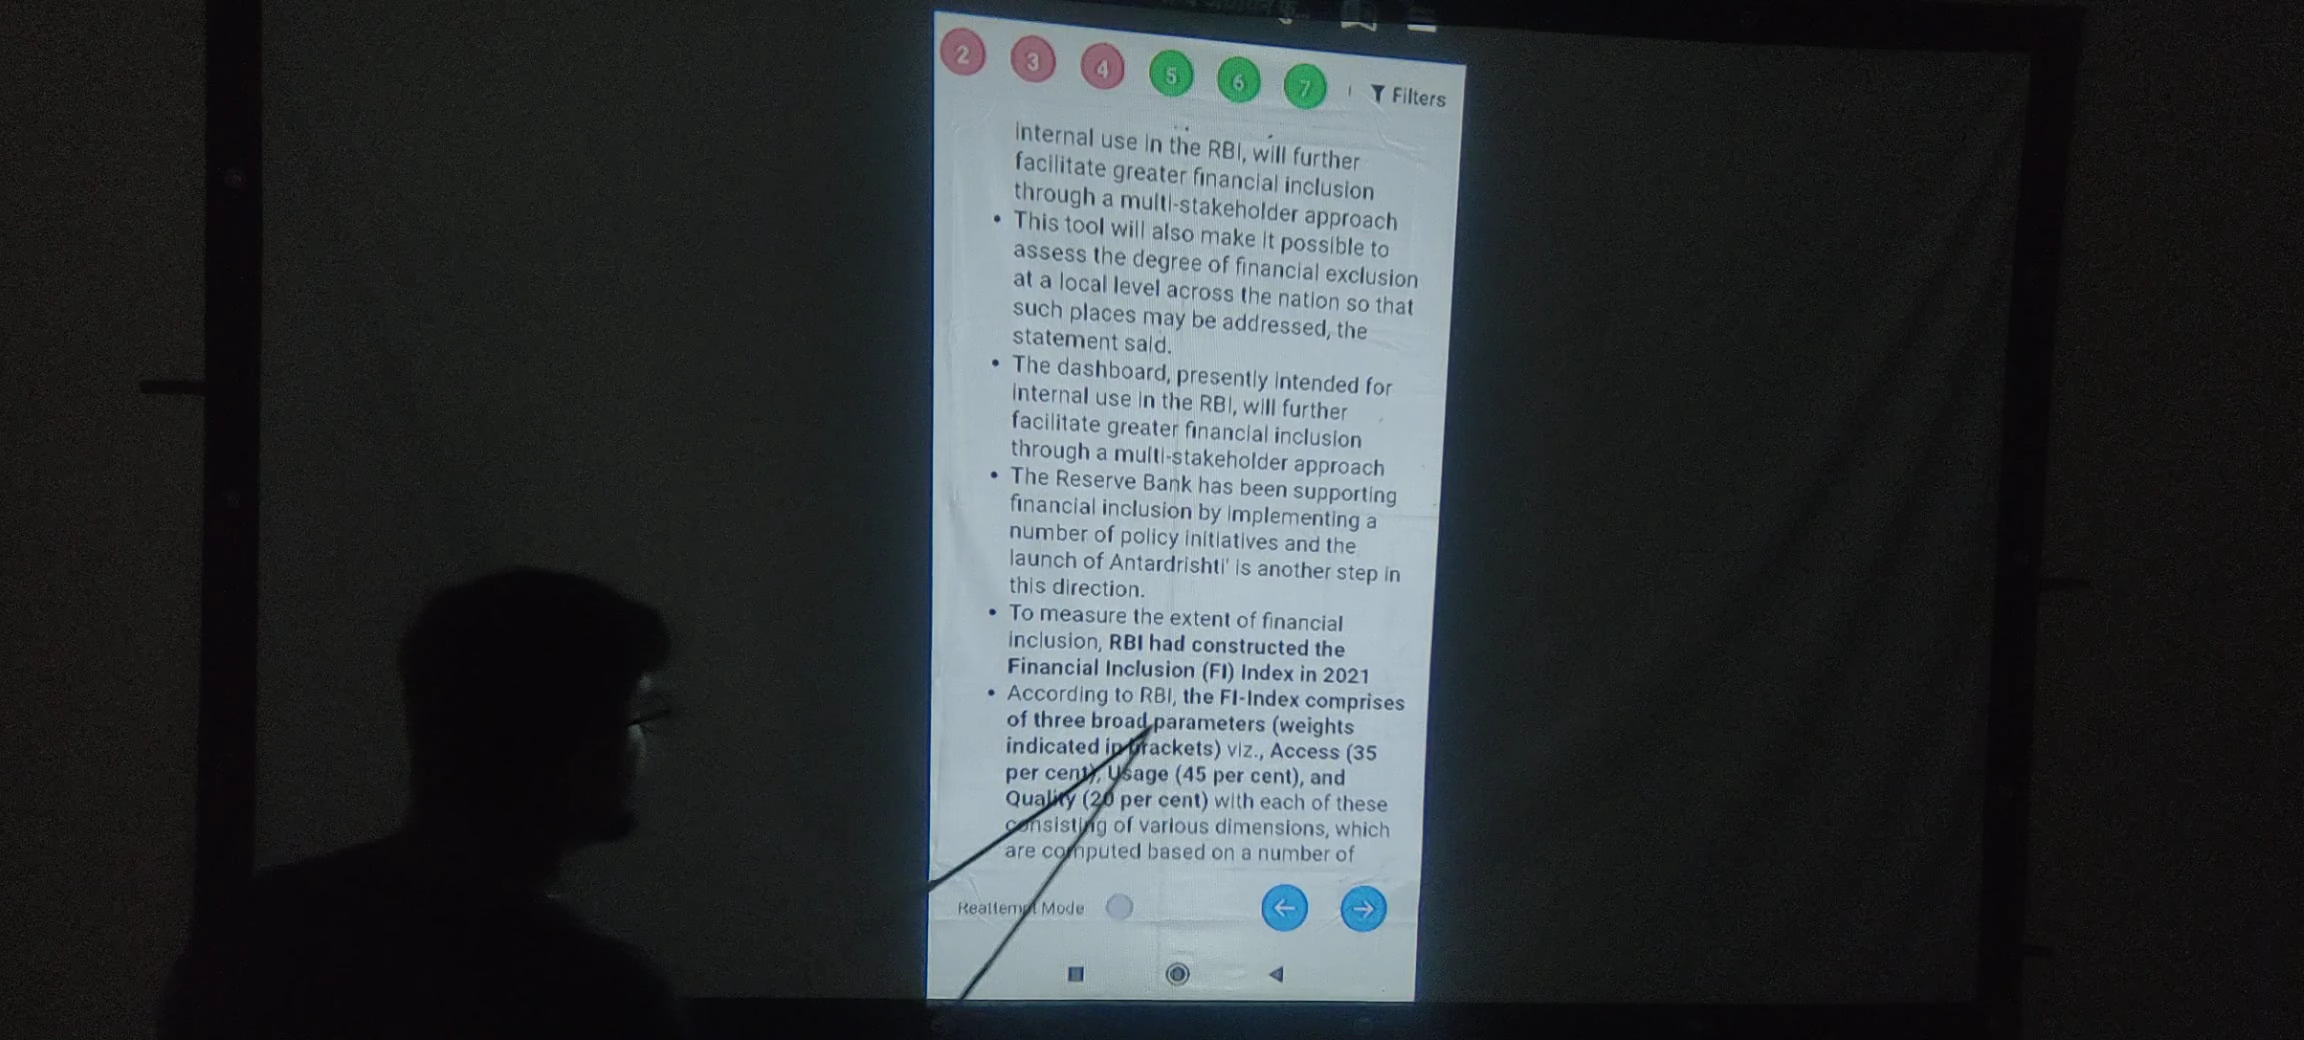 2 3 4 5 6 7 Filters
internal use in the RBI, will further
facilitate greater financial inclusion
through a multi-stakeholder approach
• This tool will also make it possible to
assess the degree of financial exclusion
at a local level across the nation so that
such places may be addressed, the
statement said.
• The dashboard, presently intended for
internal use in the RBI, will further
facilitate greater financial inclusion
through a multi-stakeholder approach
• The Reserve Bank has been supporting
financial inclusion by implementing a
number of policy initiatives and the
launch of Antardrishti' is another step in
this direction.
• To measure the extent of financial
inclusion, RBI had constructed the
Financial Inclusion (FI) Index in 2021
• According to RBI, the FI-Index comprises
of three broad parameters (weights
indicated in brackets) viz., Access (35
per cent), Usage (45 per cent), and
Quality (20 per cent) with each of these
consisting of various dimensions, which
are computed based on a number of
Reattempt Mode